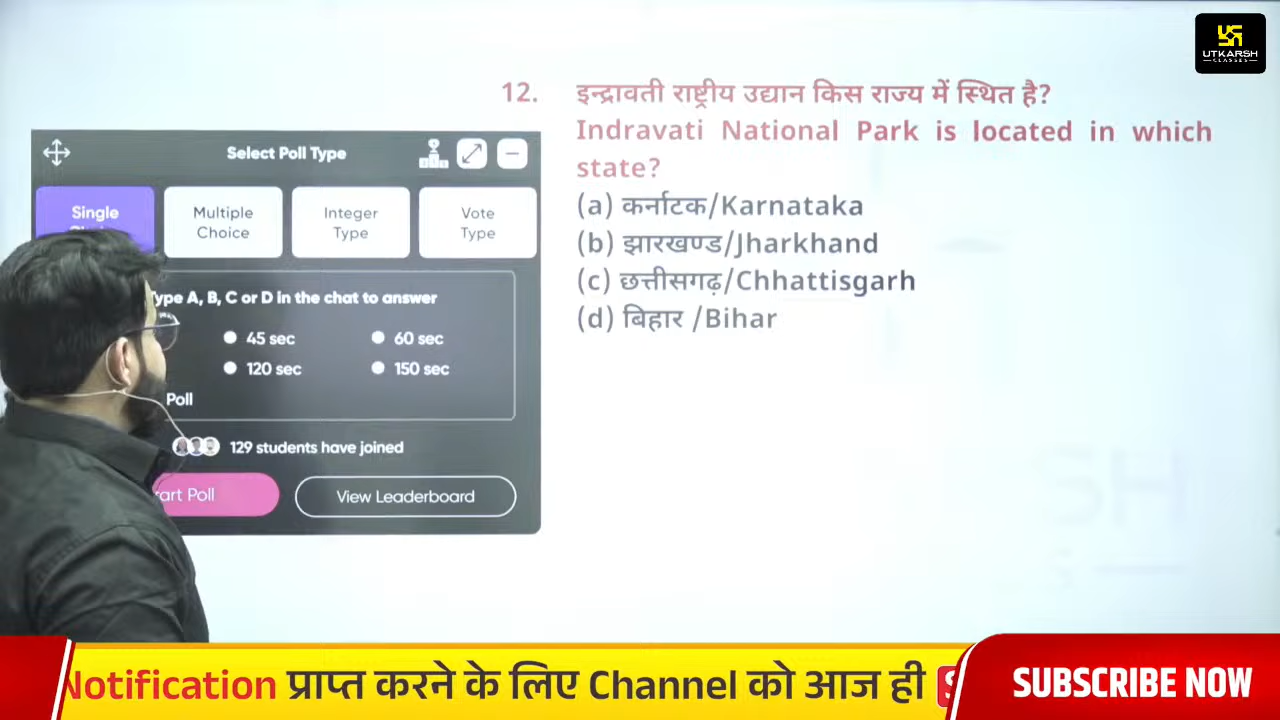 UTKARSH
CLASSES
12. इन्द्रावती राष्ट्रीय उद्यान किस राज्य में स्थित है?
Indravati National Park is located in which
state?
(a) कर्नाटक/Karnataka
(b) झारखण्ड/Jharkhand
(c) छत्तीसगढ़/Chhattisgarh
(d) बिहार /Bihar
Select Poll Type
Single
Multiple
Choice
Integer
Type
Vote
Type
A, B, C or D in the chat to answer
45 sec
60 sec
120 sec
150 sec
Poll
129 students have joined
Poll
View Leaderboard
Notification प्राप्त करने के लिए Channel को आज ही
SUBSCRIBE NOW